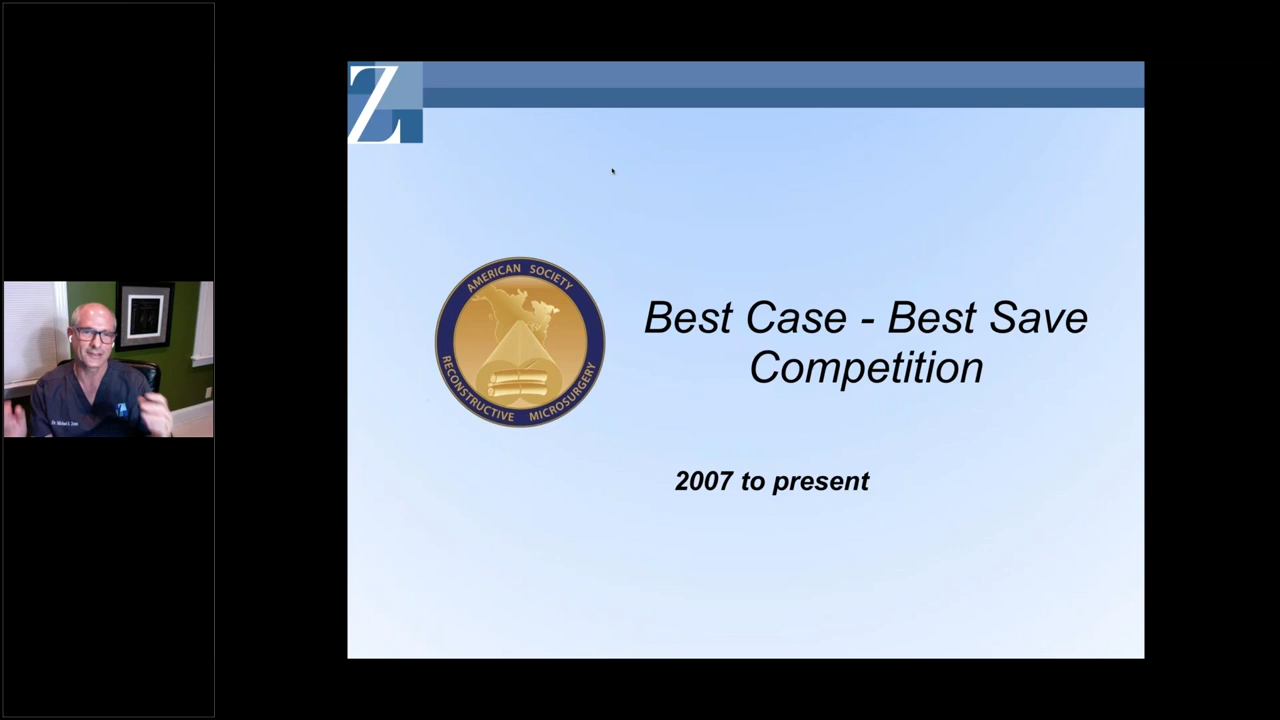 Z
AMERICAN SOCIETY
RECONSTRUCTIVE MICROSURGERY
Best Case - Best Save
Competition
2007 to present